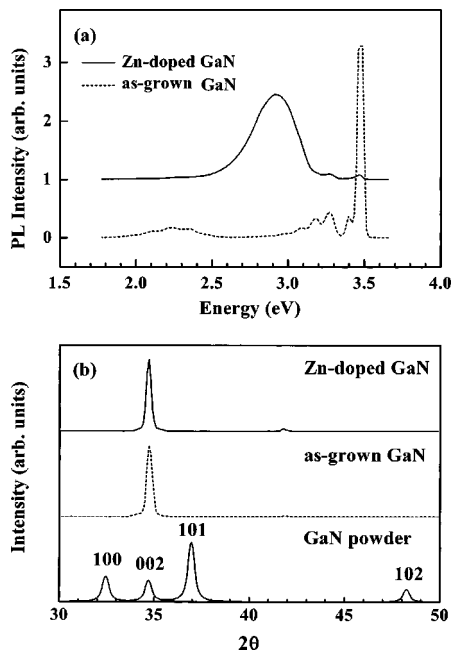 (a)
Zn-doped GaN
as-grown GaN
PL Intensity (arb. units)
3
2
1
0
1.5 2.0 2.5 3.0 3.5 4.0
Energy (eV)
(b)
Zn-doped GaN
as-grown GaN
GaN powder
Intensity (arb. units)
100
002
101
102
30 35 40 45 50
2θ